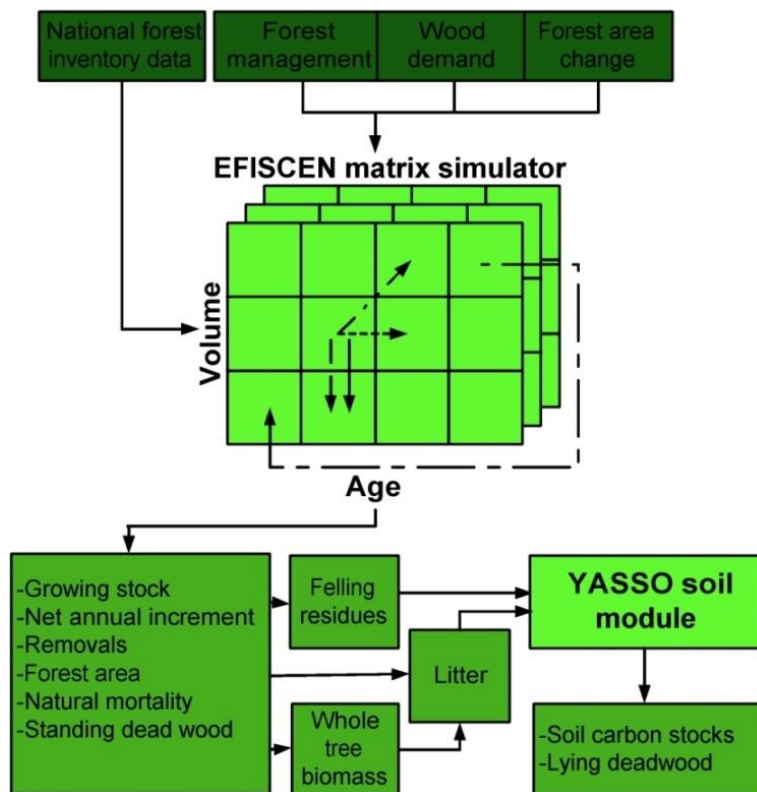 National forest
inventory data
Forest
management
Wood
demand
Forest area
change
EFISCEN matrix simulator
Volume
Age
-Growing stock
-Net annual increment
-Removals
-Forest area
-Natural mortality
-Standing dead wood
Felling
residues
Litter
Whole
tree
biomass
YASSO soil
module
-Soil carbon stocks
-Lying deadwood